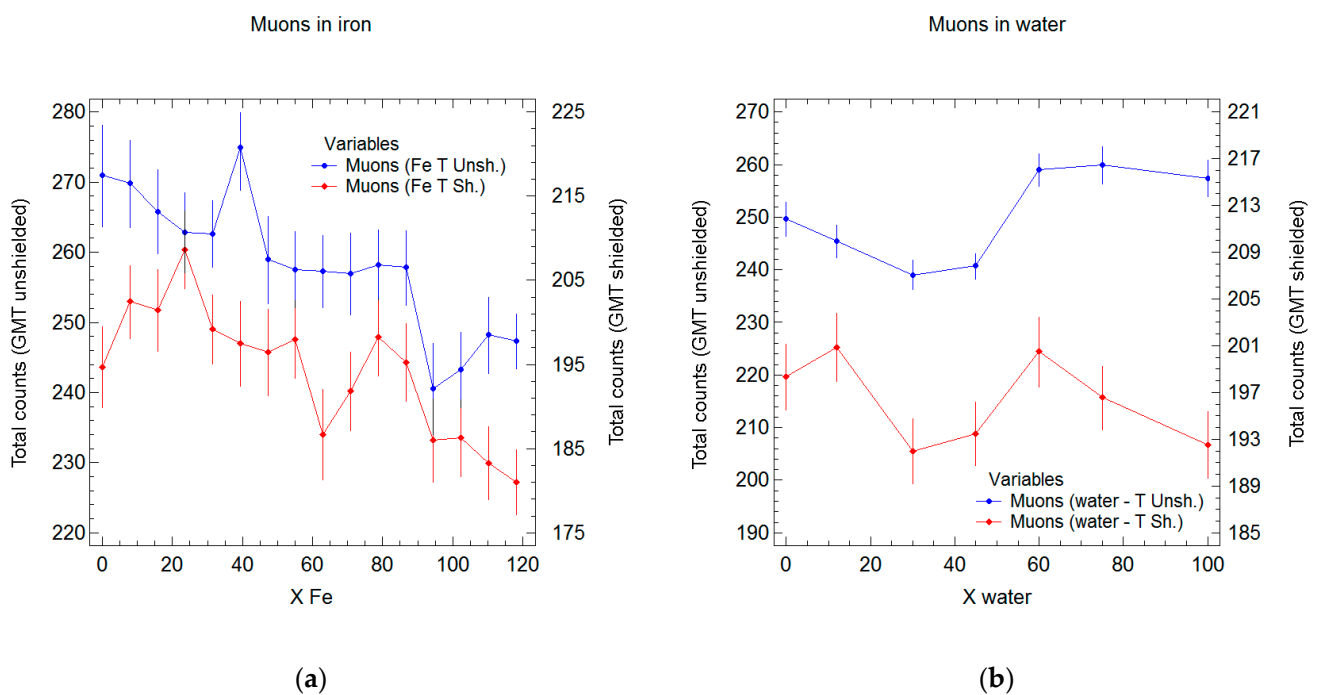 Muons in iron
Muons in water
280
270
260
250
240
230
220
Total counts (GMT unshielded)
225
215
205
195
185
175
Total counts (GMT shielded)
Variables
Muons (Fe T Unsh.)
Muons (Fe T Sh.)
0 20 40 60 80 100 120
X Fe
(a)
270
260
250
240
230
220
210
200
190
Total counts (GMT unshielded)
221
217
213
209
205
201
197
193
189
185
Total counts (GMT shielded)
Variables
Muons (water - T Unsh.)
Muons (water - T Sh.)
0 20 40 60 80 100
X water
(b)